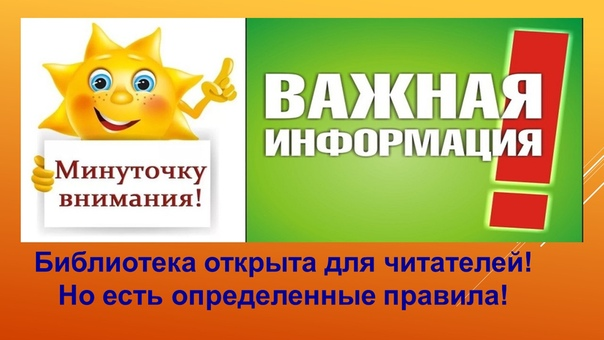 Минуточку
внимания!
ВАЖНАЯ
ИНФОРМАЦИЯ
!
Библиотека открыта для читателей!
Но есть определенные правила!